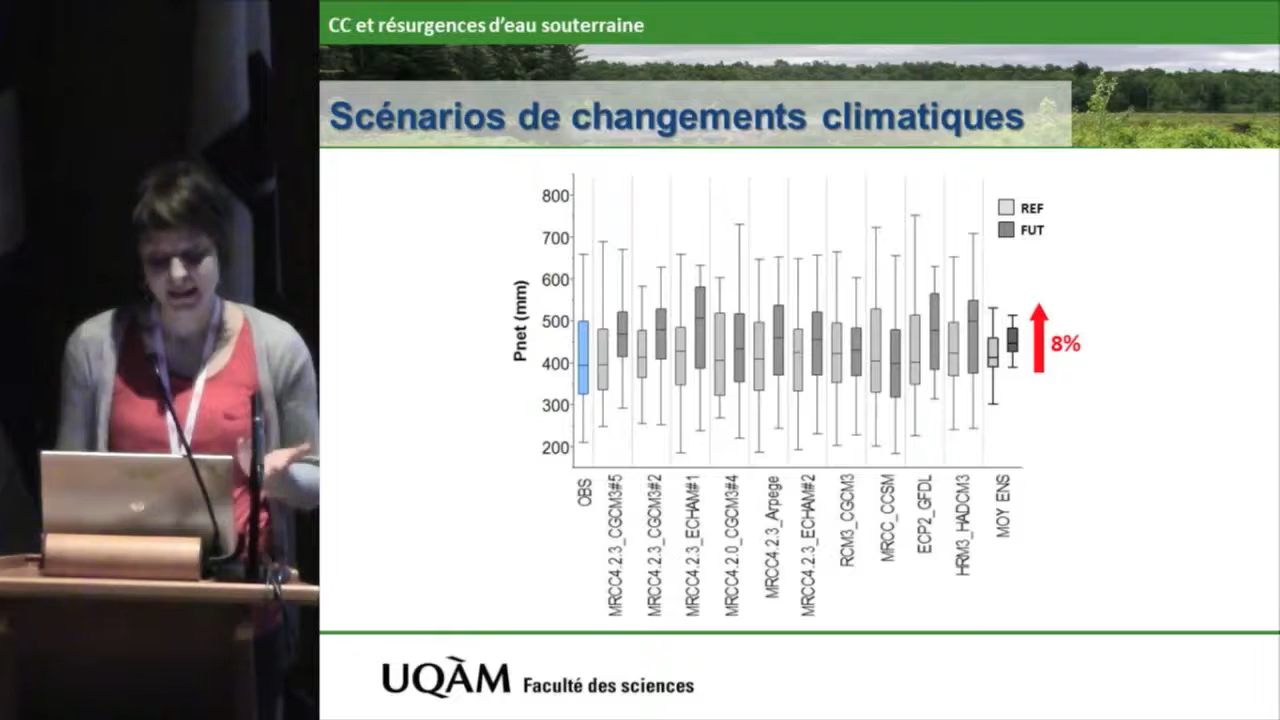 CC et résurgences d'eau souterraine
Scénarios de changements climatiques
800
700
600
500
400
300
200
Pnet (mm)
REF
FUT
8%
OBS
MRCC4.2.3_CGCM3#5
MRCC4.2.3_CGCM3#2
MRCC4.2.3_ECHAM#1
MRCC4.2.0_CGCM3#4
MRCC4.2.3_Arpege
MRCC4.2.3_ECHAM#2
RCM3_CGCM3
MRCC_CCSM
ECP2_GFDL
HRM3_HADCM3
MOY_ENS
UQÀM Faculté des sciences